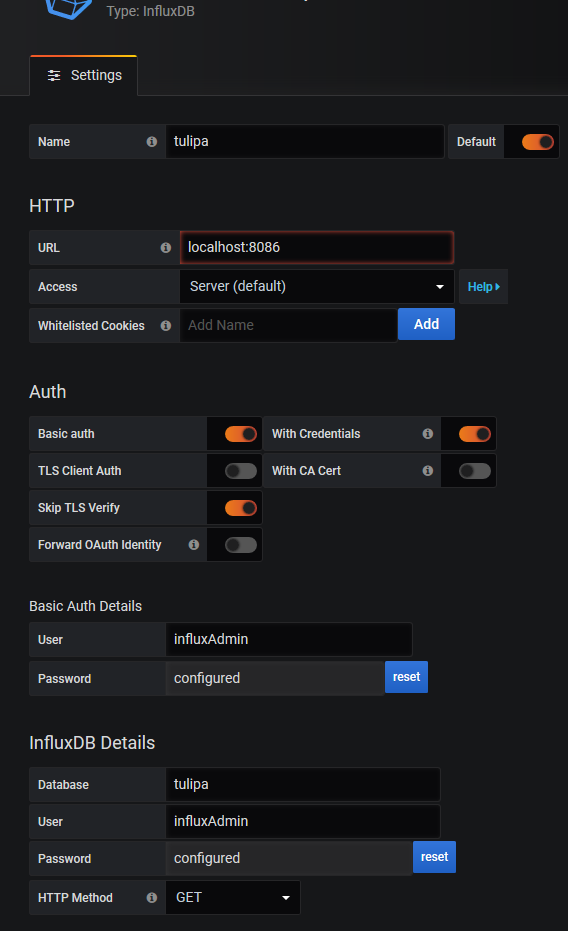 Type: InfluxDB
Settings
Name tulipa Default
HTTP
URL localhost:8086
Access Server (default) Help
Whitelisted Cookies Add Name Add
Auth
Basic auth With Credentials
TLS Client Auth With CA Cert
Skip TLS Verify
Forward OAuth Identity
Basic Auth Details
User influxAdmin
Password configured reset
InfluxDB Details
Database tulipa
User influxAdmin
Password configured reset
HTTP Method GET